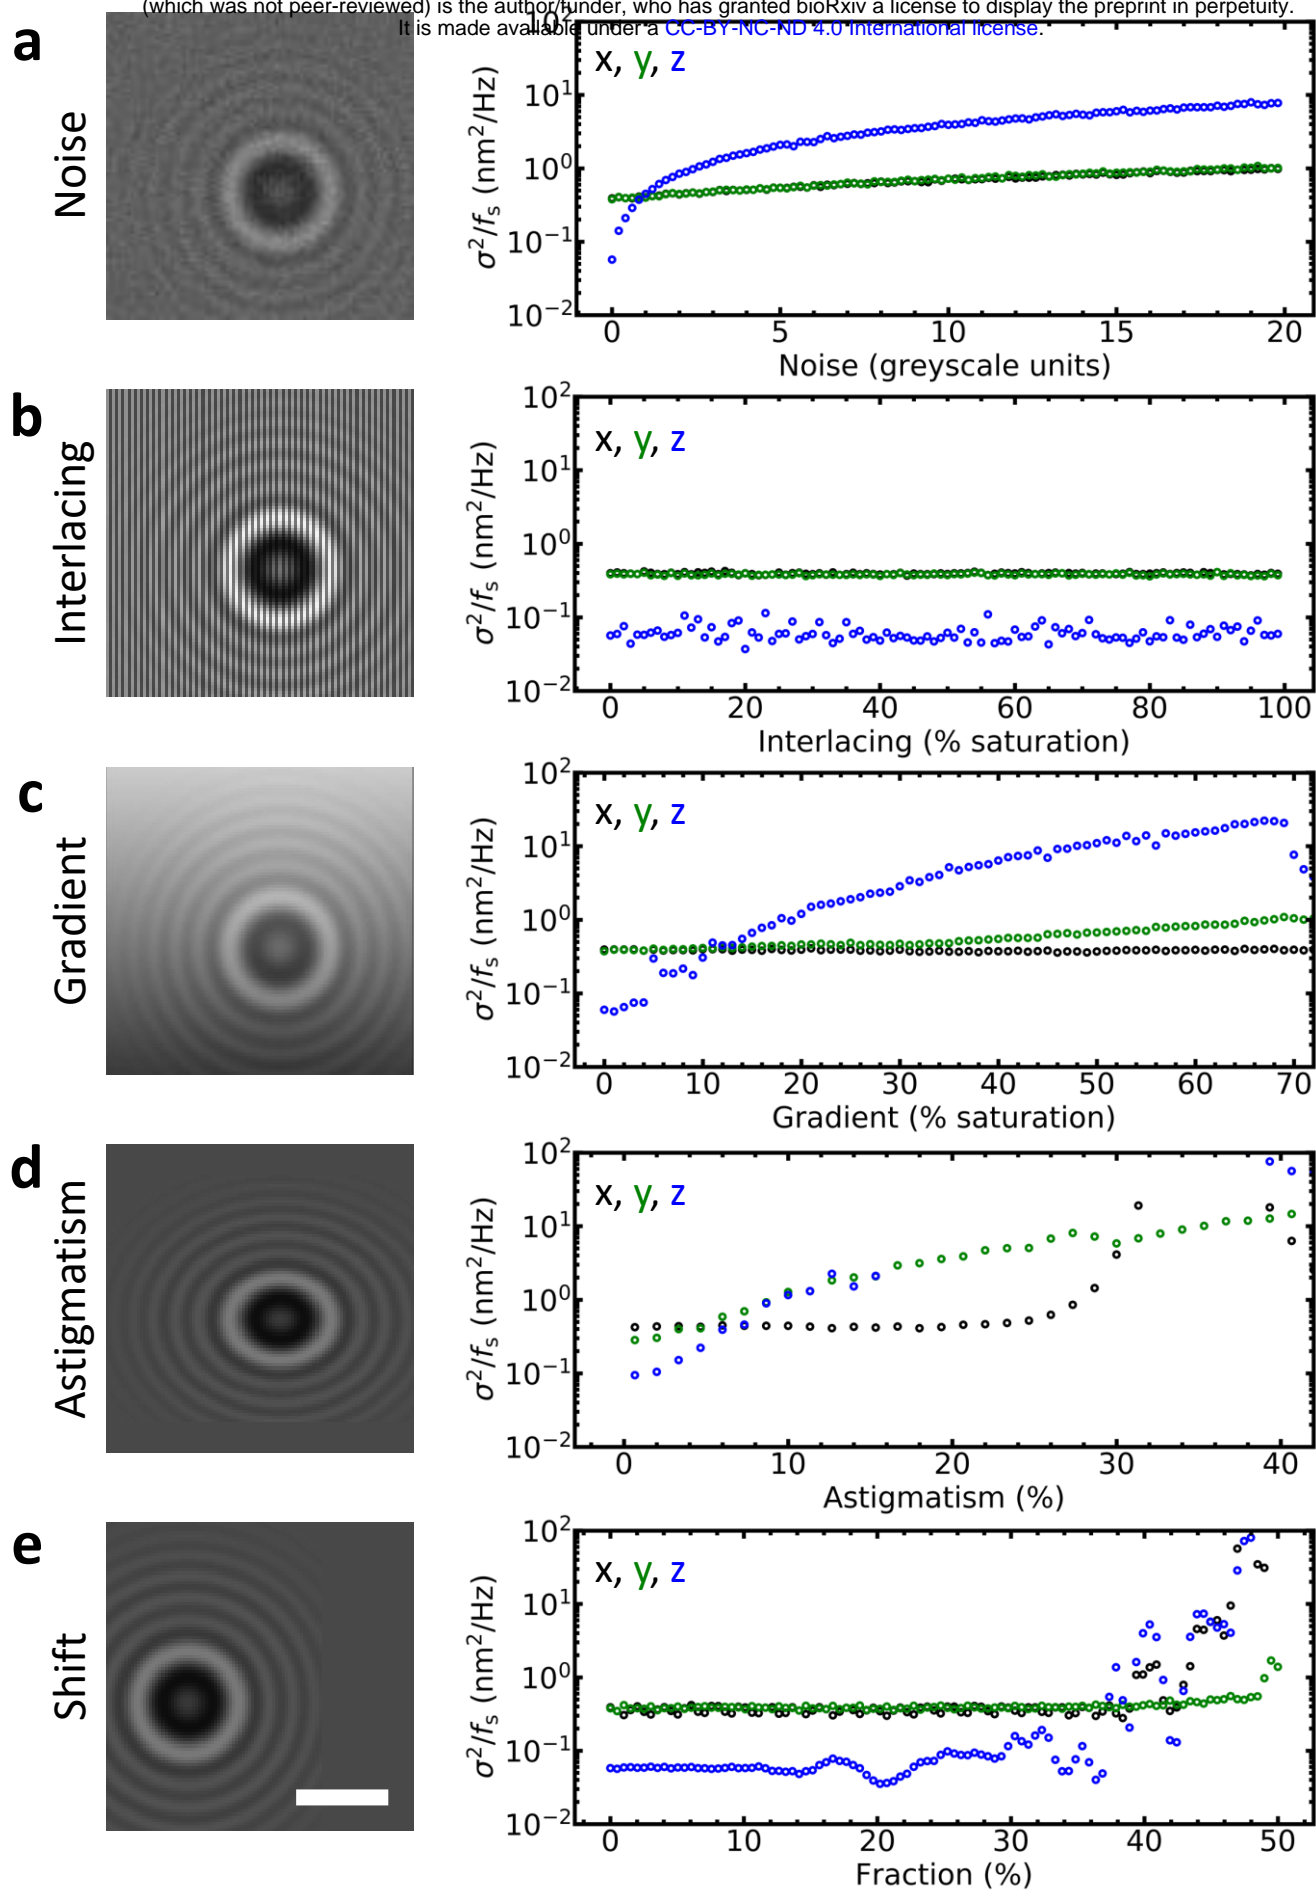 (which was not peer-reviewed) is the author/funder, who has granted bioRxiv a license to display the preprint in perpetuity.
It is made available under a CC-BY-NC-ND 4.0 International license.
a
Noise
x, y, z
σ²/fₛ (nm²/Hz)
10²
10¹
10⁰
10⁻¹
10⁻²
0 5 10 15 20
Noise (greyscale units)
b
Interlacing
x, y, z
σ²/fₛ (nm²/Hz)
10²
10¹
10⁰
10⁻¹
10⁻²
0 20 40 60 80 100
Interlacing (% saturation)
c
Gradient
x, y, z
σ²/fₛ (nm²/Hz)
10²
10¹
10⁰
10⁻¹
10⁻²
0 10 20 30 40 50 60 70
Gradient (% saturation)
d
Astigmatism
x, y, z
σ²/fₛ (nm²/Hz)
10²
10¹
10⁰
10⁻¹
10⁻²
0 10 20 30 40
Astigmatism (%)
e
Shift
x, y, z
σ²/fₛ (nm²/Hz)
10²
10¹
10⁰
10⁻¹
10⁻²
0 10 20 30 40 50
Fraction (%)